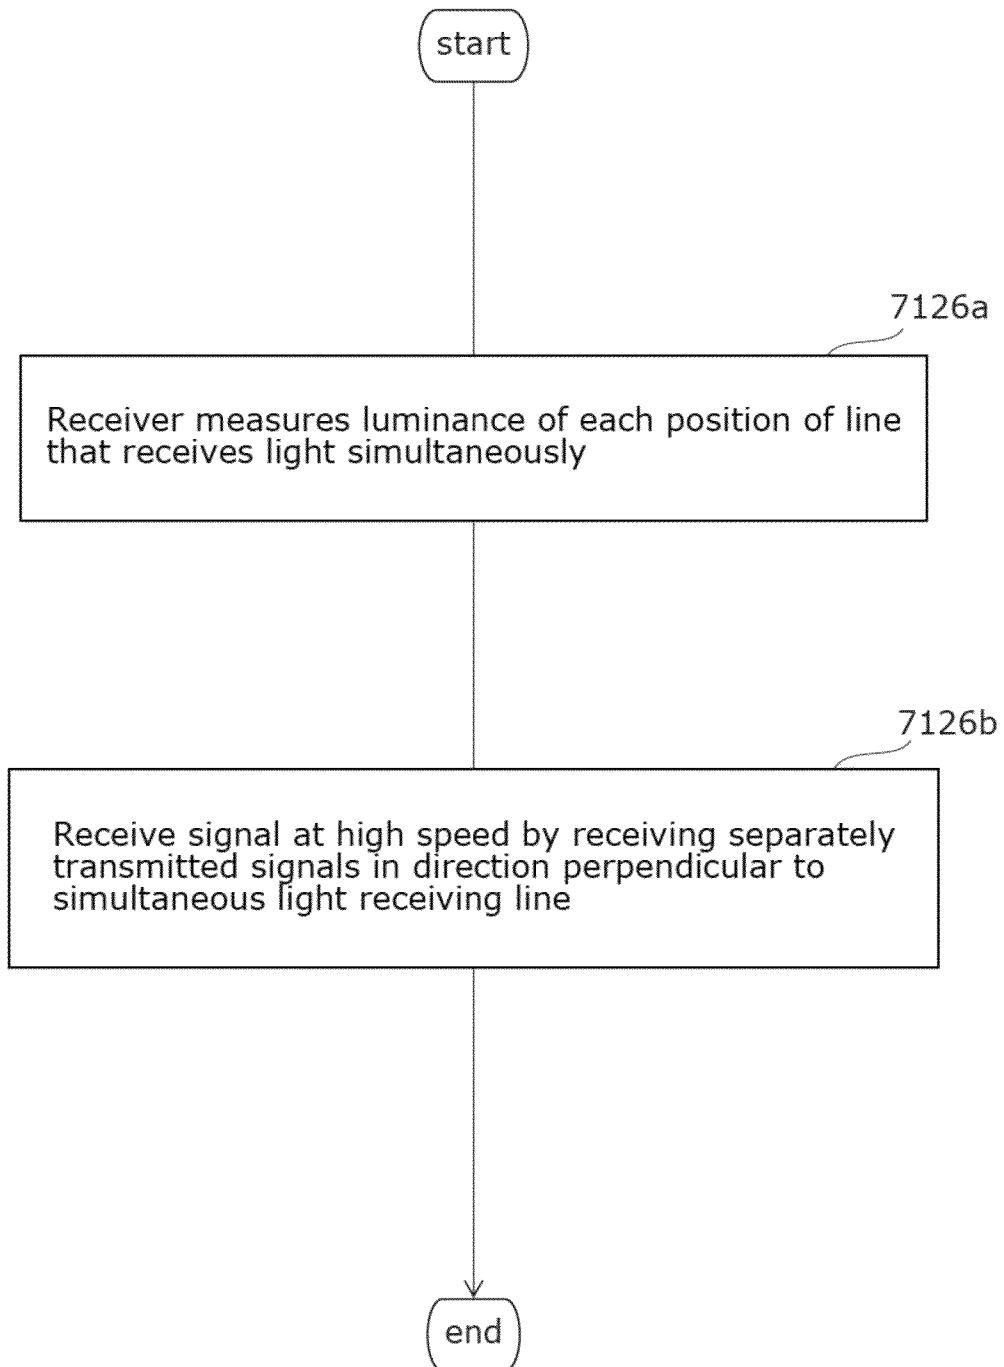 start
7126a
Receiver measures luminance of each position of line
that receives light simultaneously
7126b
Receive signal at high speed by receiving separately
transmitted signals in direction perpendicular to
simultaneous light receiving line
end